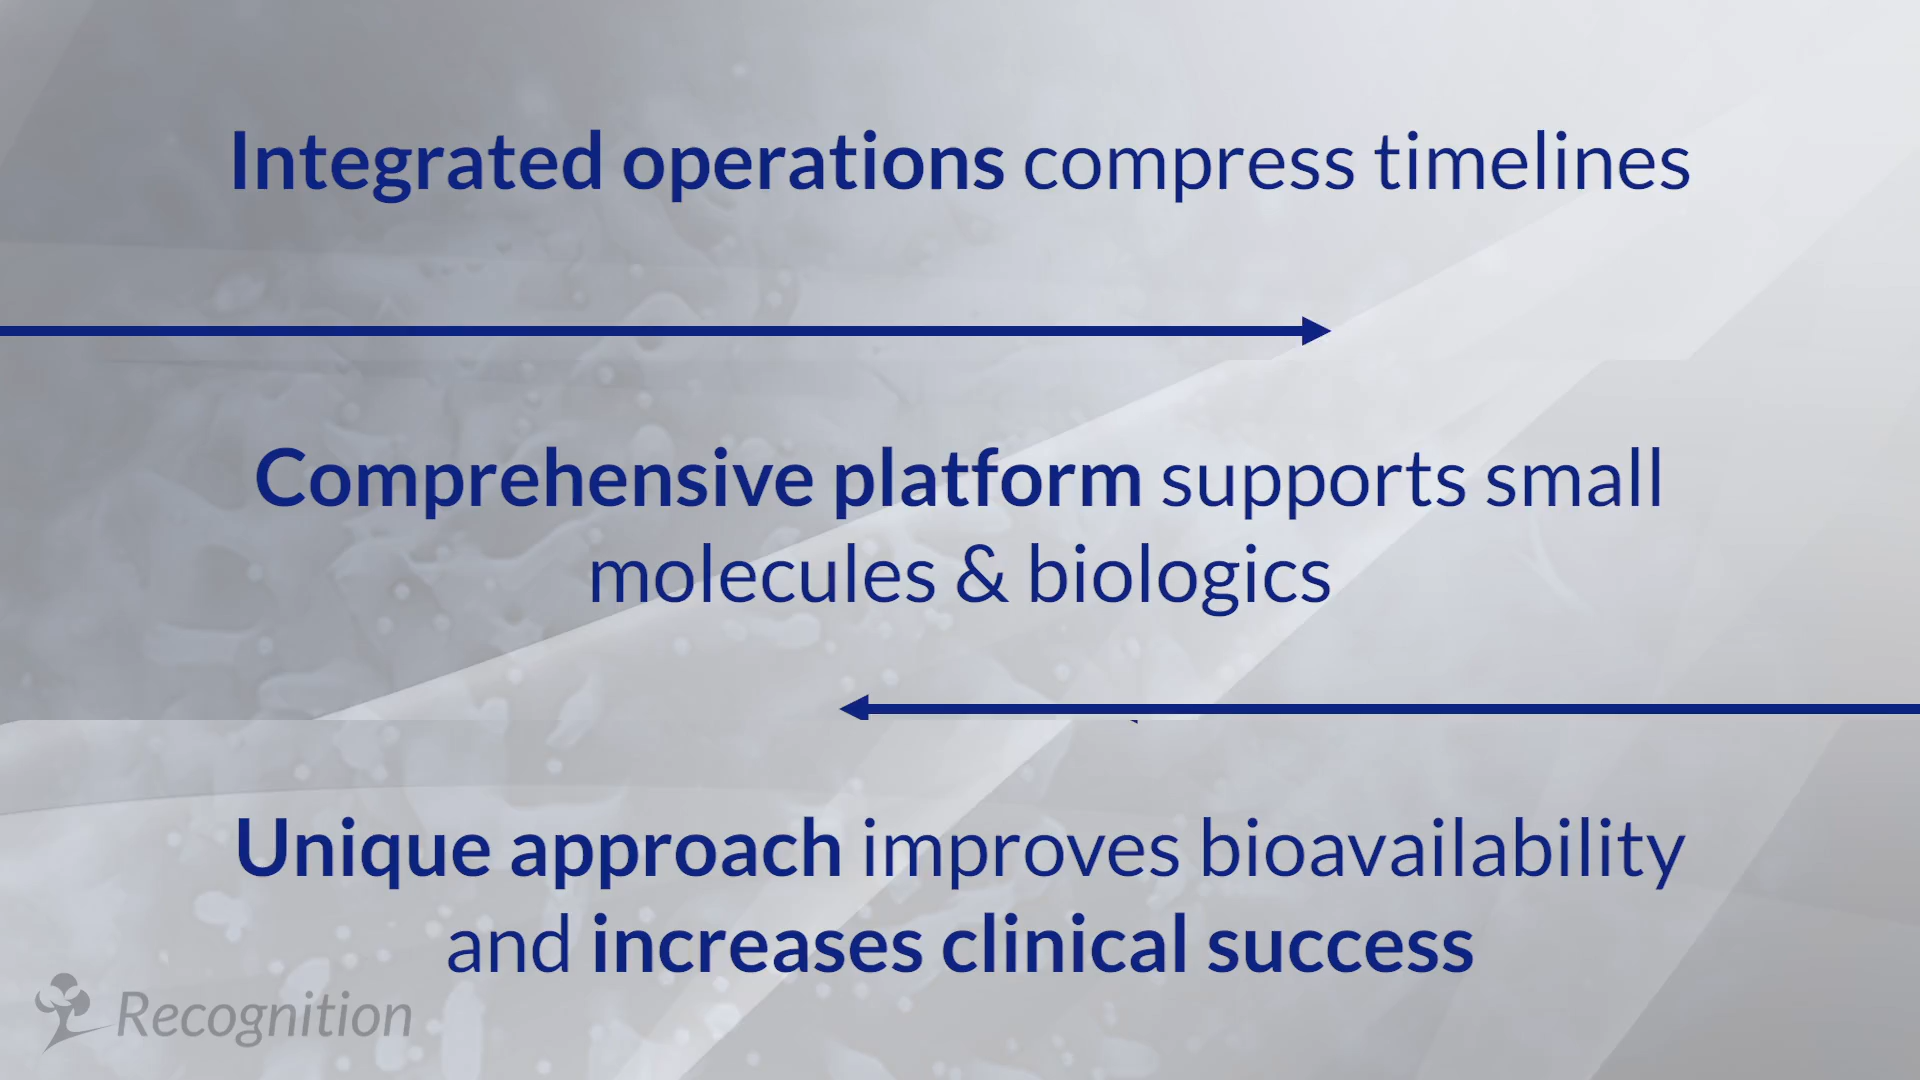 Integrated operations compress timelines
Comprehensive platform supports small
molecules & biologics
Unique approach improves bioavailability
and increases clinical success
Recognition